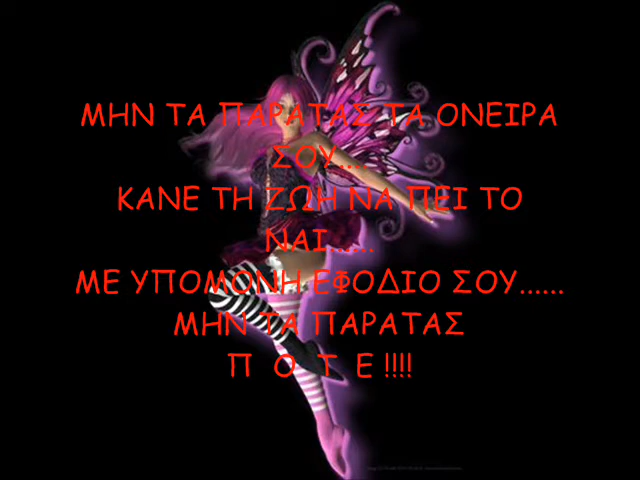 ΜΗΝ ΤΑ ΠΑΡΑΤΑΣ ΤΑ ΟΝΕΙΡΑ
ΣΟΥ....
ΚΑΝΕ ΤΗ ΖΩΗ ΝΑ ΠΕΙ ΤΟ
ΝΑΙ......
ΜΕ ΥΠΟΜΟΝΗ ΕΦΟΔΙΟ ΣΟΥ......
ΜΗΝ ΤΑ ΠΑΡΑΤΑΣ
Π Ο Τ Ε !!!!